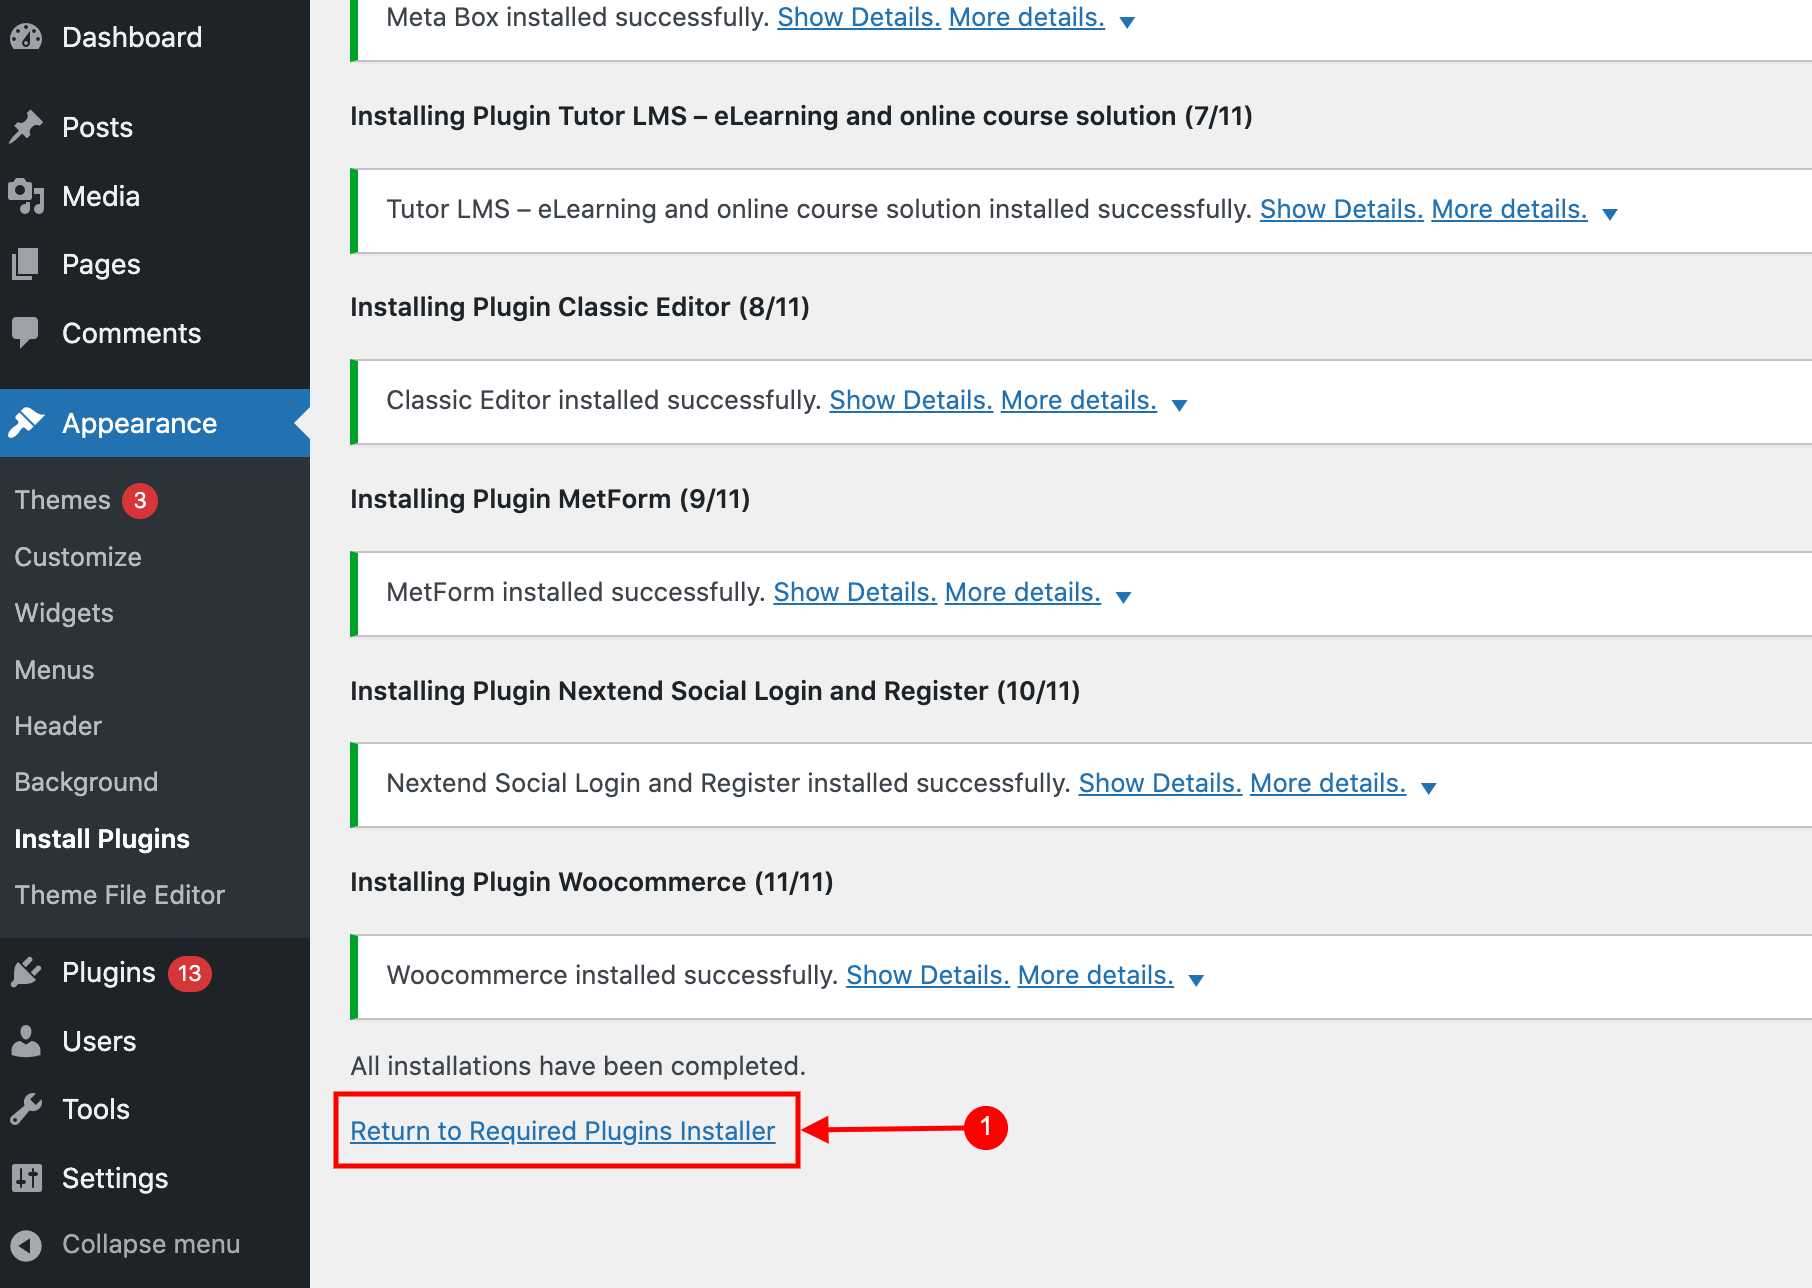 Dashboard
Posts
Media
Pages
Comments
Appearance
Themes 3
Customize
Widgets
Menus
Header
Background
Install Plugins
Theme File Editor
Plugins 13
Users
Tools
Settings
Collapse menu
Meta Box installed successfully. Show Details. More details.
Installing Plugin Tutor LMS – eLearning and online course solution (7/11)
Tutor LMS – eLearning and online course solution installed successfully. Show Details. More details.
Installing Plugin Classic Editor (8/11)
Classic Editor installed successfully. Show Details. More details.
Installing Plugin MetForm (9/11)
MetForm installed successfully. Show Details. More details.
Installing Plugin Nextend Social Login and Register (10/11)
Nextend Social Login and Register installed successfully. Show Details. More details.
Installing Plugin Woocommerce (11/11)
Woocommerce installed successfully. Show Details. More details.
All installations have been completed.
Return to Required Plugins Installer
1